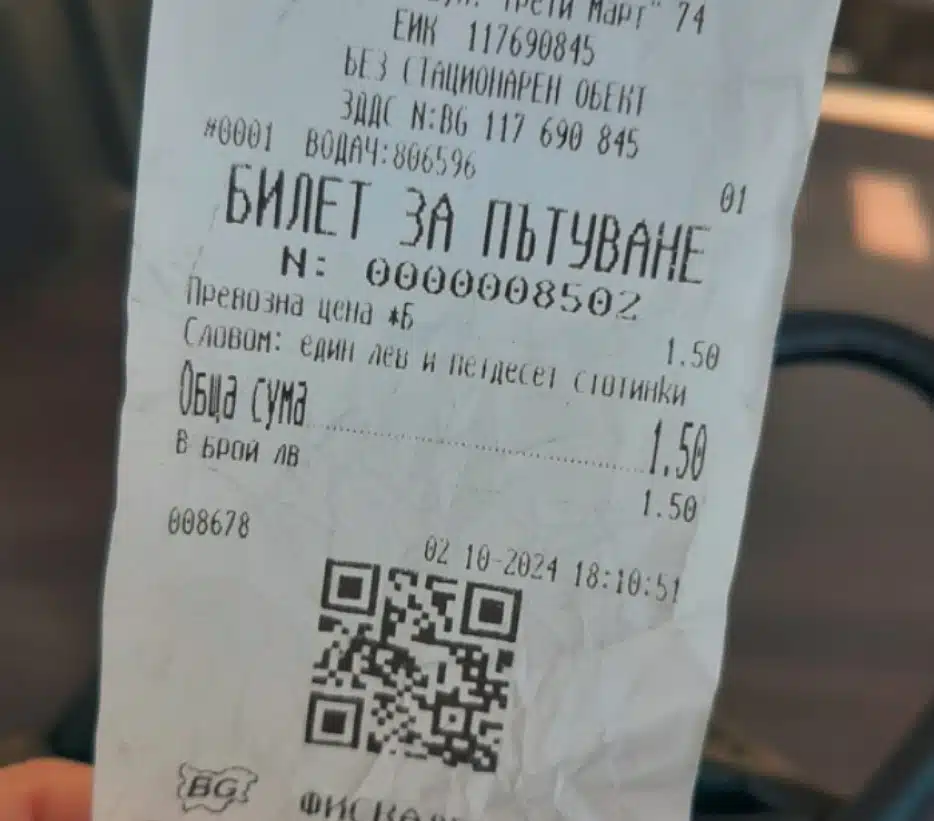 "Трети Март" 74
ЕИК 117690845
БЕЗ СТАЦИОНАРЕН ОБЕКТ
ЗДДС N:BG 117 690 845
#0001 ВОДАЧ:806596 01
БИЛЕТ ЗА ПЪТУВАНЕ
N: 0000008502
Превозна цена *Б 1.50
Словом: един лев и петдесет стотинки
Обща сума 1.50
В БРОЙ ЛВ 1.50
008678 02 10-2024 18:10:51
BG